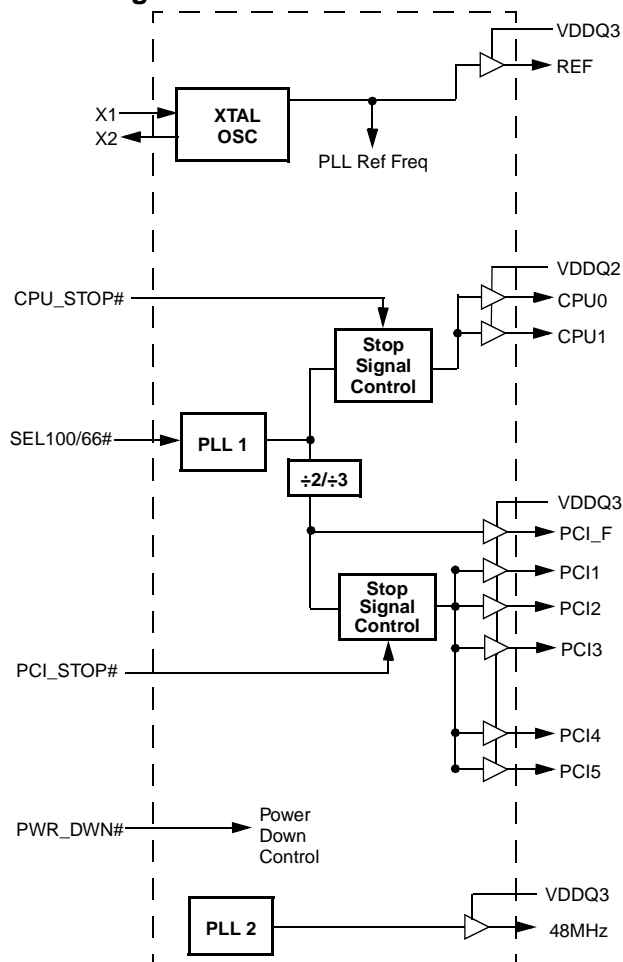 VDDQ3
REF
X1
X2
XTAL
OSC
PLL Ref Freq
VDDQ2
CPU_STOP#
CPU0
CPU1
Stop
Signal
Control
SEL100/66#
PLL 1
÷2/÷3
VDDQ3
PCI_F
PCI1
Stop
Signal
Control
PCI2
PCI3
PCI_STOP#
PCI4
PCI5
PWR_DWN#
Power
Down
Control
VDDQ3
PLL 2
48MHz